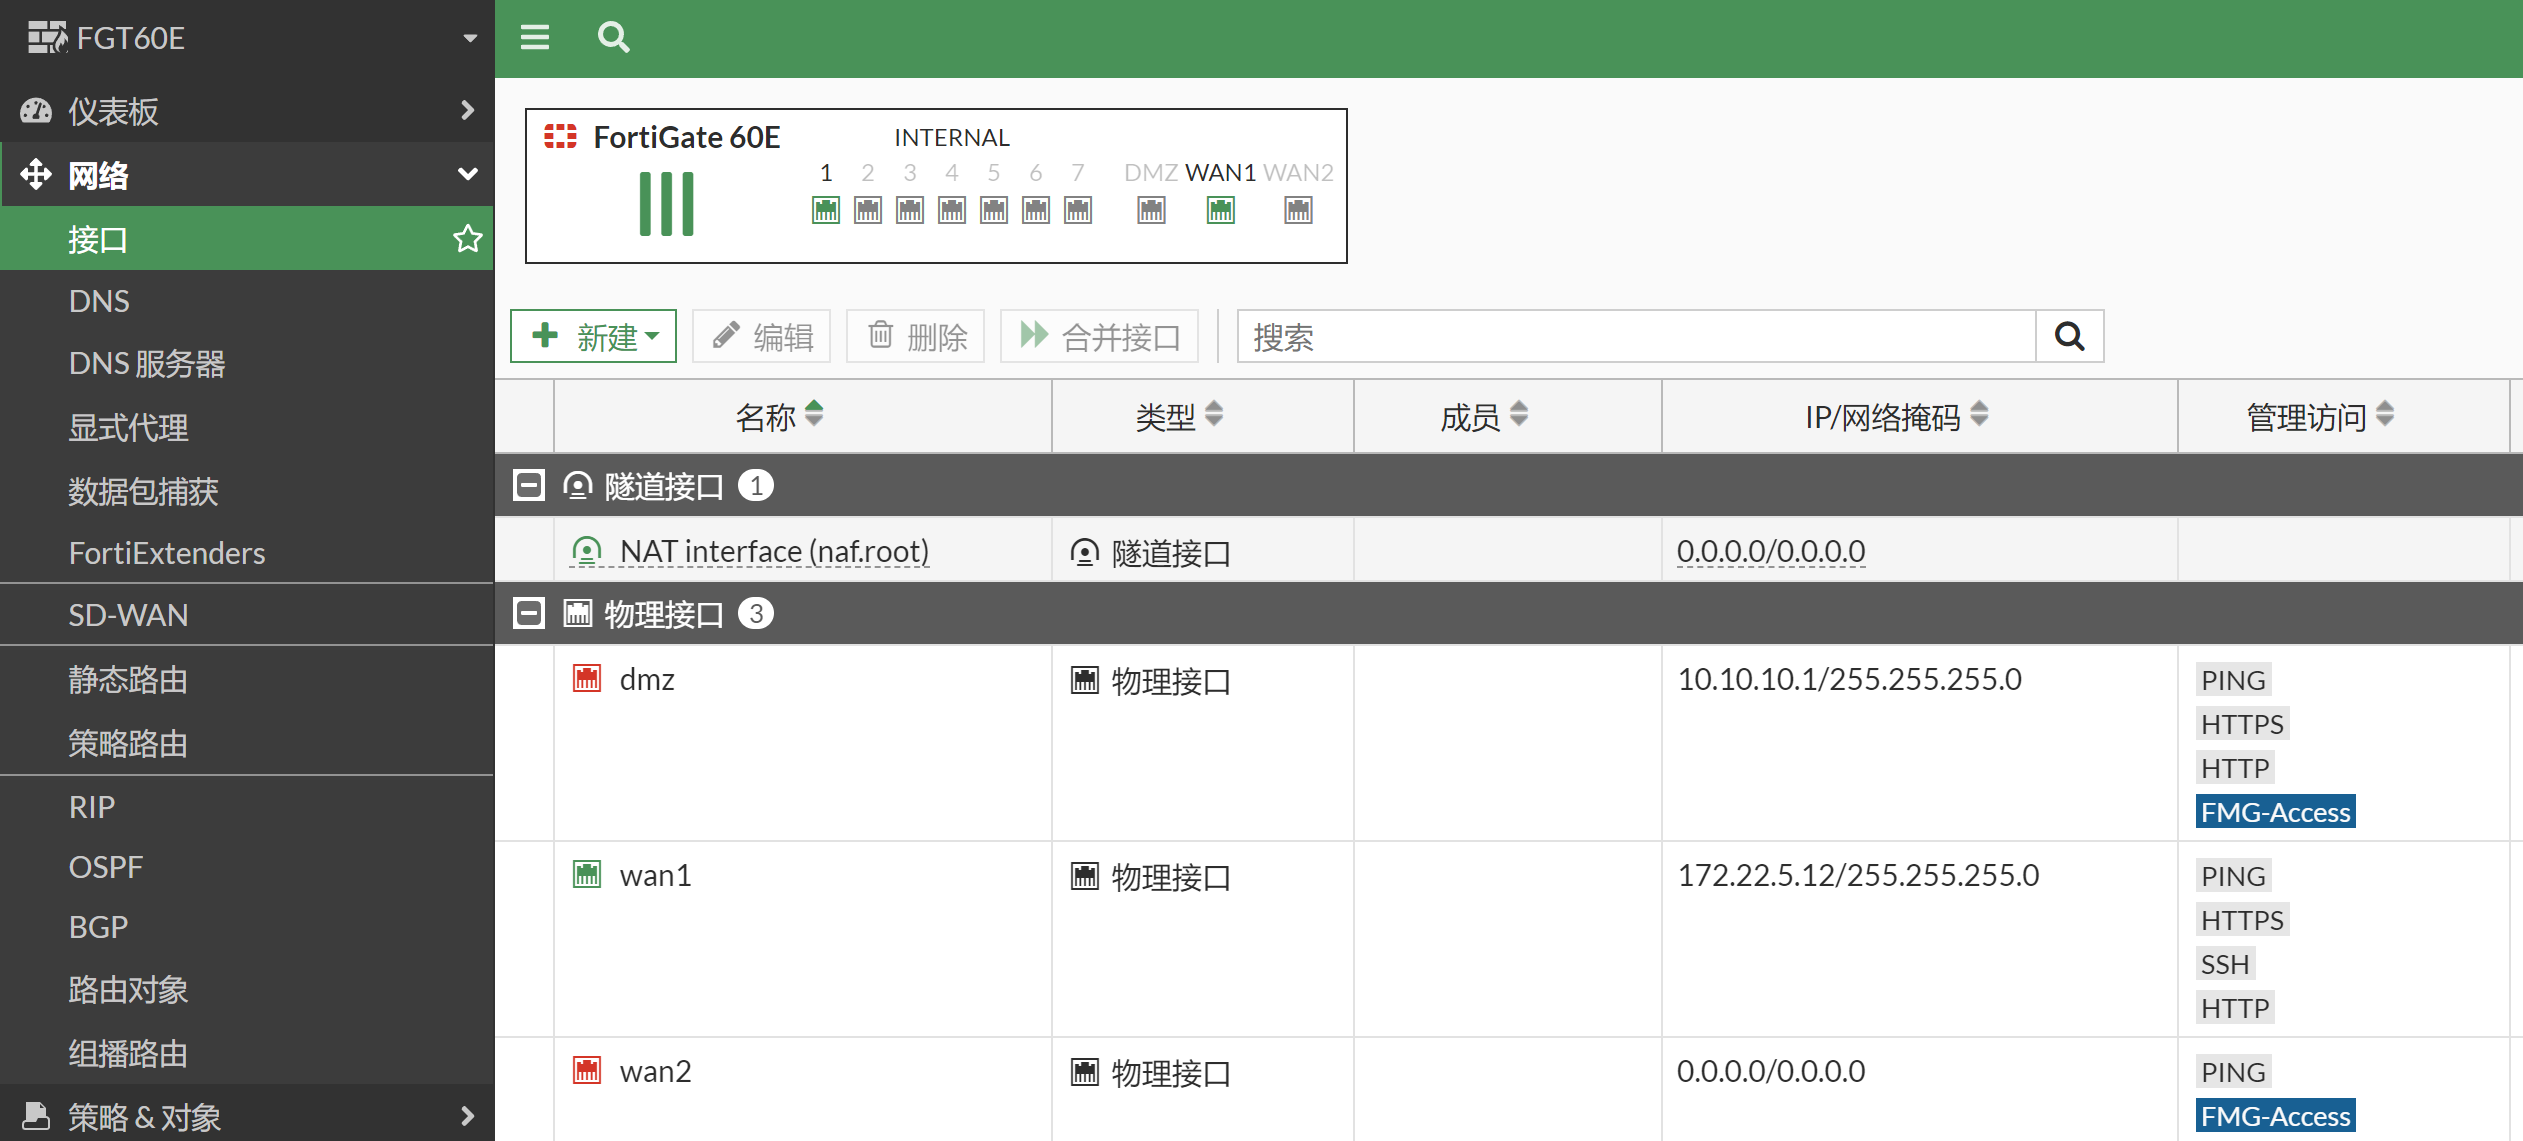 FGT60E
仪表板
网络
接口
DNS
DNS 服务器
显式代理
数据包捕获
FortiExtenders
SD-WAN
静态路由
策略路由
RIP
OSPF
BGP
路由对象
组播路由
策略 & 对象
FortiGate 60E
INTERNAL
1 2 3 4 5 6 7 DMZ WAN1 WAN2
新建 编辑 删除 合并接口 搜索
名称 类型 成员 IP/网络掩码 管理访问
隧道接口 1
NAT interface (naf.root) 隧道接口 0.0.0.0/0.0.0.0
物理接口 3
dmz 物理接口 10.10.10.1/255.255.255.0 PING
HTTPS
HTTP
FMG-Access
wan1 物理接口 172.22.5.12/255.255.255.0 PING
HTTPS
SSH
HTTP
wan2 物理接口 0.0.0.0/0.0.0.0 PING
FMG-Access